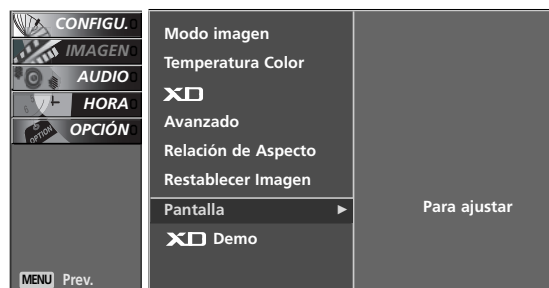 CONFIGU.
IMAGEN
AUDIO
HORA
OPCIÓN
OPTION
MENU Prev.
Modo imagen
Temperatura Color
XD
Avanzado
Relación de Aspecto
Restablecer Imagen
Pantalla ►
XD Demo
Para ajustar